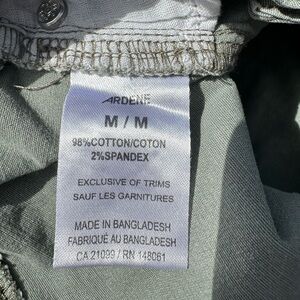 ARDENE
M / M
98%COTTON/COTON
2%SPANDEX
EXCLUSIVE OF TRIMS
SAUF LES GARNITURES
MADE IN BANGLADESH
FABRIQUÉ AU BANGLADESH
CA 21099 / RN 148061